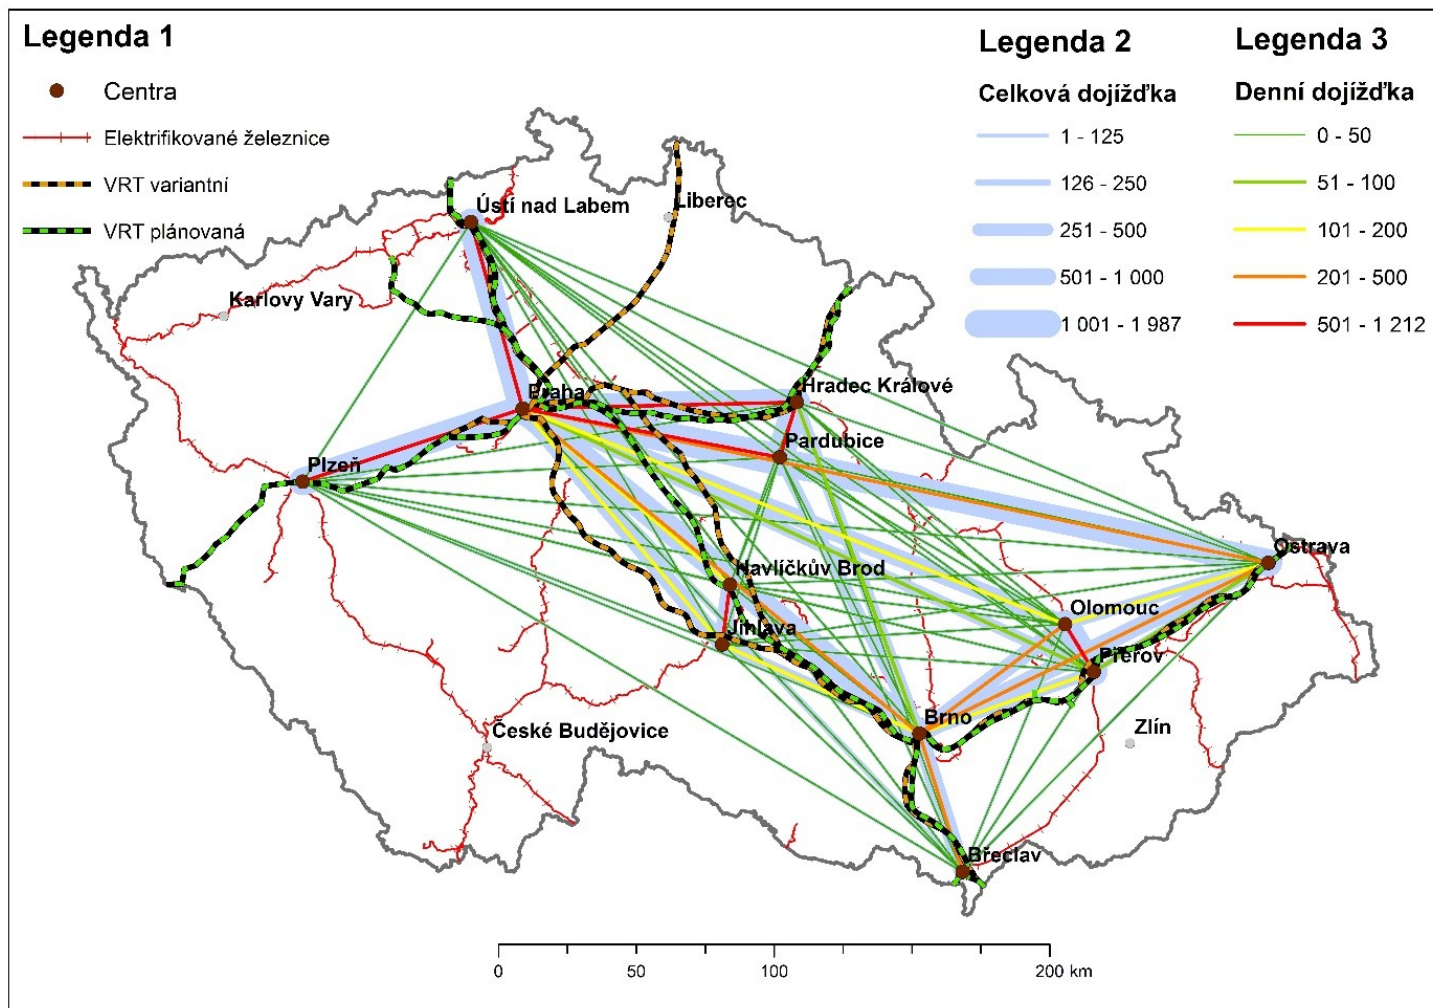 Legenda 1
Centra
Elektrifikované železnice
VRT variantní
VRT plánovaná
Legenda 2
Celková dojížďka
1 - 125
126 - 250
251 - 500
501 - 1 000
1 001 - 1 987
Legenda 3
Denní dojížďka
0 - 50
51 - 100
101 - 200
201 - 500
501 - 1 212
Ústí nad Labem
Liberec
Karlovy Vary
Praha
Hradec Králové
Pardubice
Plzeň
Ostrava
Havlíčkův Brod
Olomouc
Jihlava
Přerov
Brno
Zlín
České Budějovice
Břeclav
0 50 100 200 km